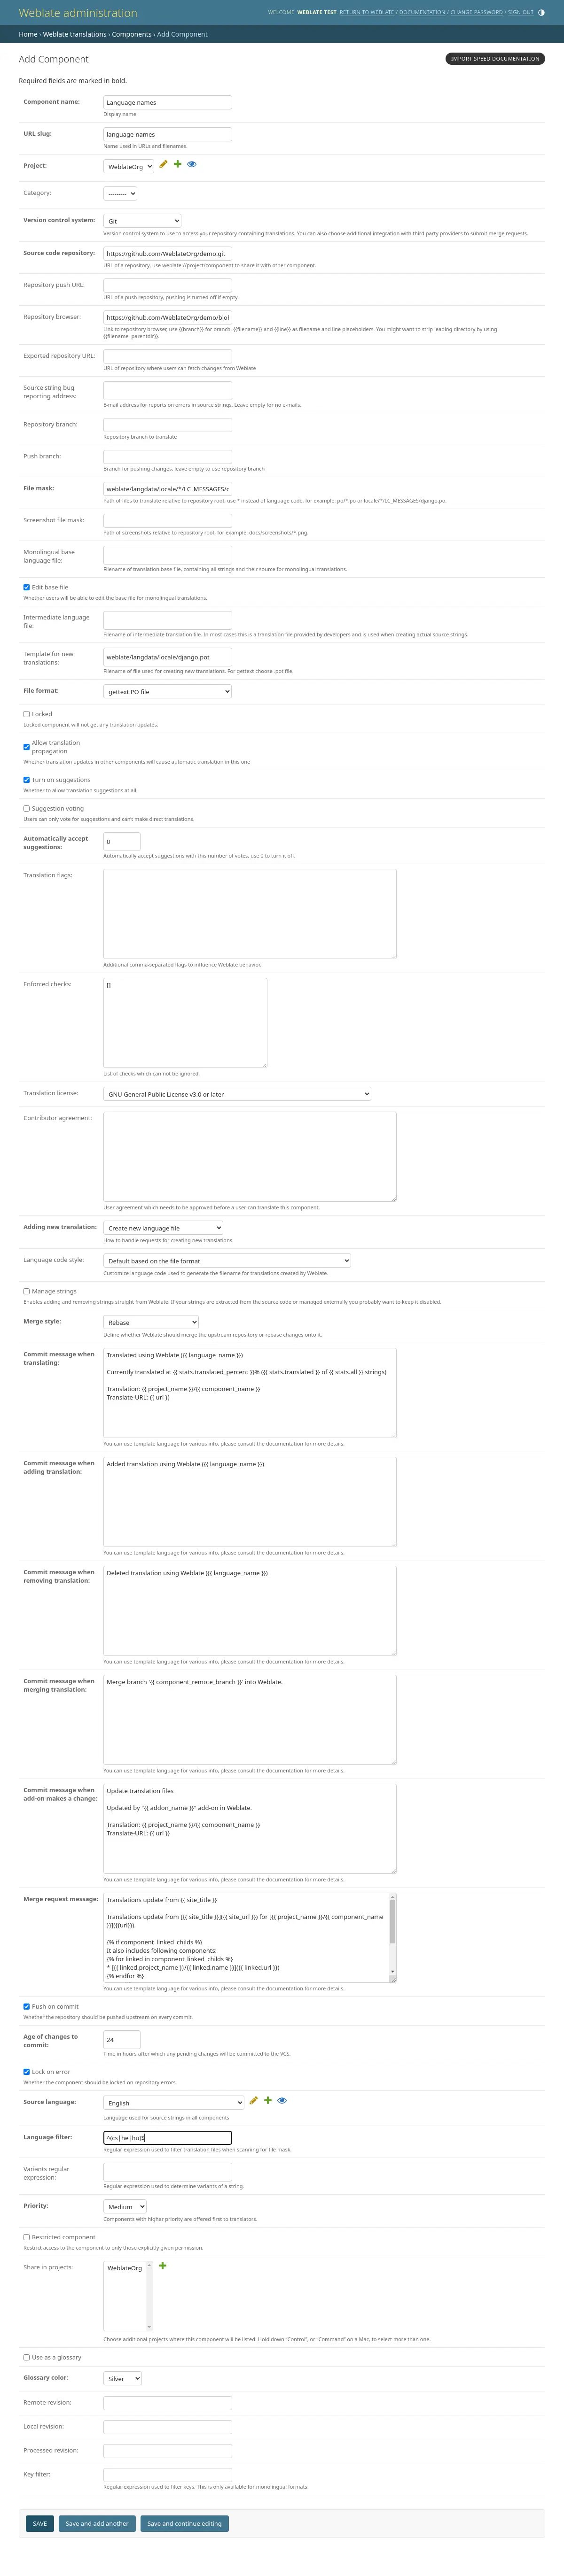 Weblate administration
WELCOME, WEBLATE TEST. RETURN TO WEBLATE / DOCUMENTATION / CHANGE PASSWORD / SIGN OUT
Home › Weblate translations › Components › Add Component
Add Component
IMPORT SPEED DOCUMENTATION
Required fields are marked in bold.
Component name:
Language names
Display name
URL slug:
language-names
Name used in URLs and filenames.
Project:
WeblateOrg
Category:
---------
Version control system:
Git
Version control system to use to access your repository containing translations. You can also choose additional integration with third party providers to submit merge requests.
Source code repository:
https://github.com/WeblateOrg/demo.git
URL of a repository, use weblate://project/component to share it with other component.
Repository push URL:
URL of a push repository, pushing is turned off if empty.
Repository browser:
https://github.com/WeblateOrg/demo/blol
Link to repository browser, use {{branch}} for branch, {{filename}} and {{line}} as filename and line placeholders. You might want to strip leading directory by using
{{filename|parentdir}}.
Exported repository URL:
URL of repository where users can fetch changes from Weblate
Source string bug
reporting address:
E-mail address for reports on errors in source strings. Leave empty for no e-mails.
Repository branch:
Repository branch to translate
Push branch:
Branch for pushing changes, leave empty to use repository branch
File mask:
weblate/langdata/locale/*/LC_MESSAGES/c
Path of files to translate relative to repository root, use * instead of language code, for example: po/*.po or locale/*/LC_MESSAGES/django.po
Screenshot file mask:
Path of screenshots relative to repository root, for example: docs/screenshots/*.png.
Monolingual base
language file:
Filename of translation base file, containing all strings and their source for monolingual translations.
Edit base file
Whether users will be able to edit the base file for monolingual translations.
Intermediate language
file:
Filename of intermediate translation file. In most cases this is a translation file provided by developers and is used when creating actual source strings.
Template for new
translations:
weblate/langdata/locale/django.pot
Filename of file used for creating new translations. For gettext choose .pot file.
File format:
gettext PO file
Locked
Locked component will not get any translation updates.
Allow translation
propagation
Whether translation updates in other components will cause automatic translation in this one
Turn on suggestions
Whether to allow translation suggestions at all.
Suggestion voting
Users can only vote for suggestions and can't make direct translations.
Automatically accept
suggestions:
0
Automatically accept suggestions with this number of votes, use 0 to turn it off.
Translation flags:
Additional comma-separated flags to influence Weblate behavior.
Enforced checks:
[]
List of checks which can not be ignored.
Translation license:
GNU General Public License v3.0 or later
Contributor agreement:
User agreement which needs to be approved before a user can translate this component.
Adding new translation:
Create new language file
How to handle requests for creating new translations.
Language code style:
Default based on the file format
Customize language code used to generate the filename for translations created by Weblate.
Manage strings
Enables adding and removing strings straight from Weblate. If your strings are extracted from the source code or managed externally you probably want to keep it disabled.
Merge style:
Rebase
Define whether Weblate should merge the upstream repository or rebase changes onto it.
Commit message when
translating:
Translated using Weblate ({{ language_name }})
Currently translated at {{ stats.translated_percent }}% ({{ stats.translated }} of {{ stats.all }} strings)
Translation: {{ project_name }}/{{ component_name }}
Translate-URL: {{ url }}
You can use template language for various info, please consult the documentation for more details.
Commit message when
adding translation:
Added translation using Weblate ({{ language_name }})
You can use template language for various info, please consult the documentation for more details.
Commit message when
removing translation:
Deleted translation using Weblate ({{ language_name }})
You can use template language for various info, please consult the documentation for more details.
Commit message when
merging translation:
Merge branch '{{ component_remote_branch }}' into Weblate.
You can use template language for various info, please consult the documentation for more details.
Commit message when
add-on makes a change:
Update translation files
Updated by "{{ addon_name }}" add-on in Weblate.
Translation: {{ project_name }}/{{ component_name }}
Translate-URL: {{ url }}
You can use template language for various info, please consult the documentation for more details.
Merge request message:
Translations update from {{ site_title }}
Translations update from [{{ site_title }}]({{ site_url }}) for [{{ project_name }}/{{ component_name
}}]({{url}}).
{% if component_linked_childs %}
It also includes following components:
{% for linked in component_linked_childs %}
* [{{ linked.project_name }}/{{ linked.name }}]({{ linked.url }})
{% endfor %}
You can use template language for various info, please consult the documentation for more details.
Push on commit
Whether the repository should be pushed upstream on every commit.
Age of changes to
commit:
24
Time in hours after which any pending changes will be committed to the VCS.
Lock on error
Whether the component should be locked on repository errors.
Source language:
English
Language used for source strings in all components
Language filter:
^(cs|he|hu)$
Regular expression used to filter translation files when scanning for file mask.
Variants regular
expression:
Regular expression used to determine variants of a string.
Priority:
Medium
Components with higher priority are offered first to translators.
Restricted component
Restrict access to the component to only those explicitly given permission.
Share in projects:
WeblateOrg
Choose additional projects where this component will be listed. Hold down “Control”, or “Command” on a Mac, to select more than one.
Use as a glossary
Glossary color:
Silver
Remote revision:
Local revision:
Processed revision:
Key filter:
Regular expression used to filter keys. This is only available for monolingual formats.
SAVE
Save and add another
Save and continue editing